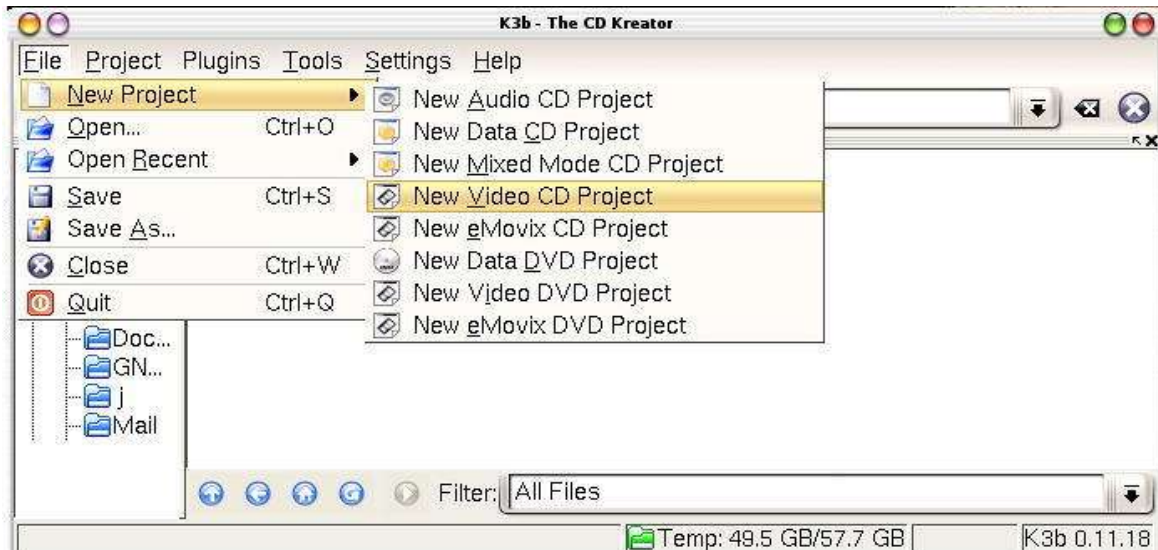 K3b - The CD Kreator
File Project Plugins Tools Settings Help
New Project
Open... Ctrl+O
Open Recent
Save Ctrl+S
Save As...
Close Ctrl+W
Quit Ctrl+Q
New Audio CD Project
New Data CD Project
New Mixed Mode CD Project
New Video CD Project
New eMovix CD Project
New Data DVD Project
New Video DVD Project
New eMovix DVD Project
Doc...
GN...
j
Mail
Filter: All Files
Temp: 49.5 GB/57.7 GB K3b 0.11.18